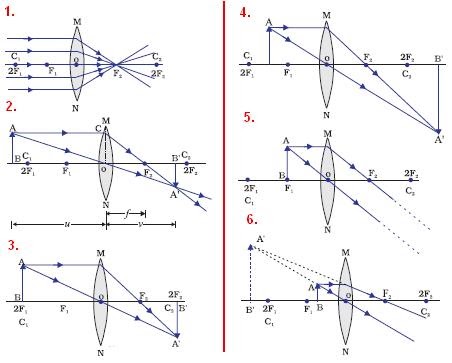 1.
M
C₁
C₂
O
2F₁
F₁
F₂
2F₂
N
2.
M
A
C
B
C₁
B'
C₂
2F₁
F₁
O
F₂
2F₂
A'
N
f
u
v
3.
M
A
2F₂
B
O
F₂
2F₁
F₁
C₂
B'
C₁
A'
N
4.
M
A
C₁
2F₂
B'
O
2F₁
F₁
F₂
C₂
N
A'
5.
M
A
B
O
2F₁
F₁
F₂
2F₂
C₁
C₂
N
6.
A'
M
A
O
F₂
2F₂
B'
2F₁
F₁
B
C₂
C₁
N